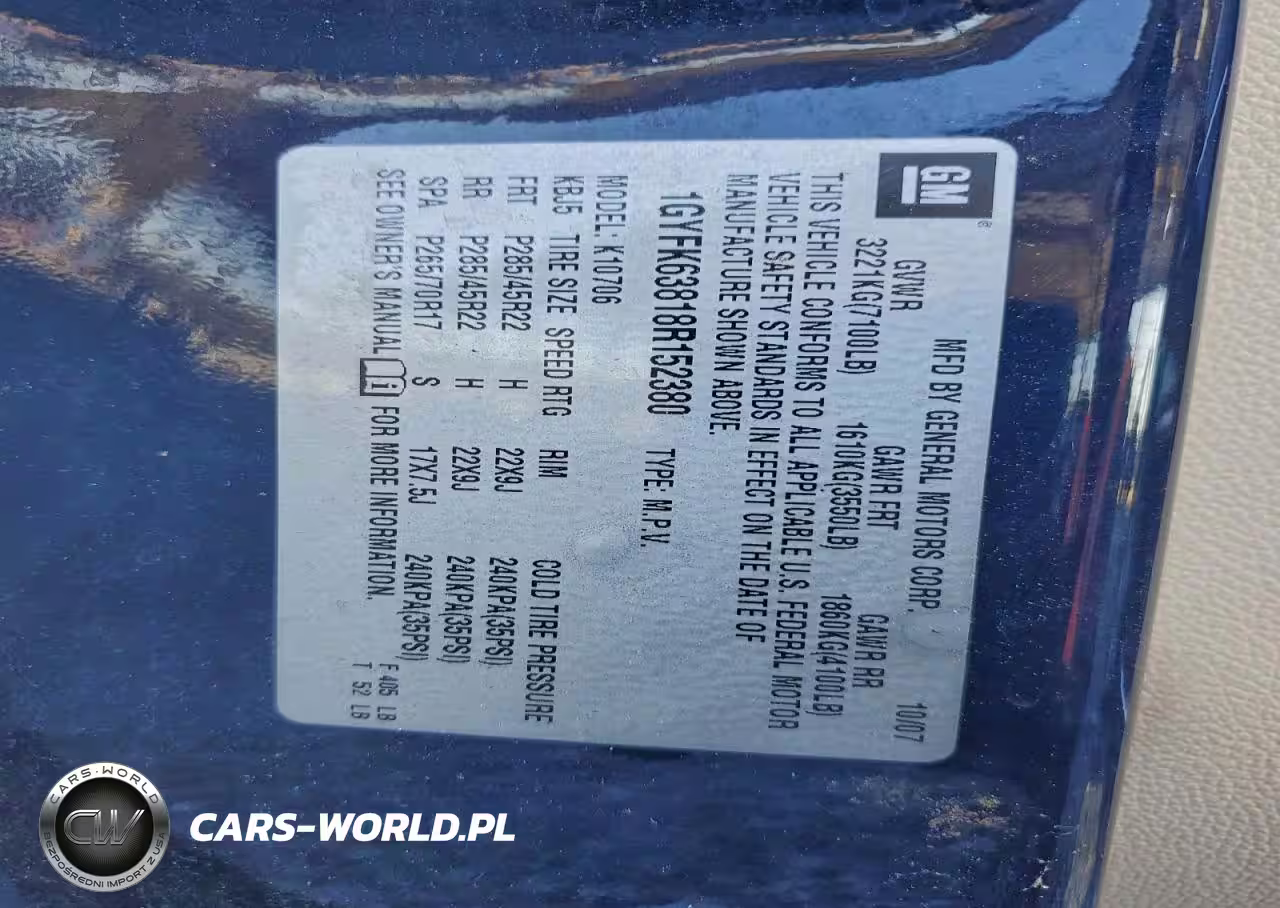 GM®
MFD BY GENERAL MOTORS CORP. 10/07
GVWR GAWR FRT GAWR RR
3221KG(7100LB) 1610KG(3550LB) 1860KG(4100LB)
THIS VEHICLE CONFORMS TO ALL APPLICABLE U.S. FEDERAL MOTOR
VEHICLE SAFETY STANDARDS IN EFFECT ON THE DATE OF
MANUFACTURE SHOWN ABOVE.
1GYFK63818R152380 TYPE: M.P.V.
MODEL: K10706
KBJ5 TIRE SIZE SPEED RTG RIM COLD TIRE PRESSURE
FRT P285/45R22 H 22X9J 240KPA(35PSI)
RR P285/45R22 H 22X9J 240KPA(35PSI)
SPA P265/70R17 S 17X7.5J 240KPA(35PSI)
SEE OWNER'S MANUAL FOR MORE INFORMATION.
F 405 LB
T 52 LB
CARS-WORLD
CW
BEZPOŚREDNI IMPORT Z USA
CARS-WORLD.PL